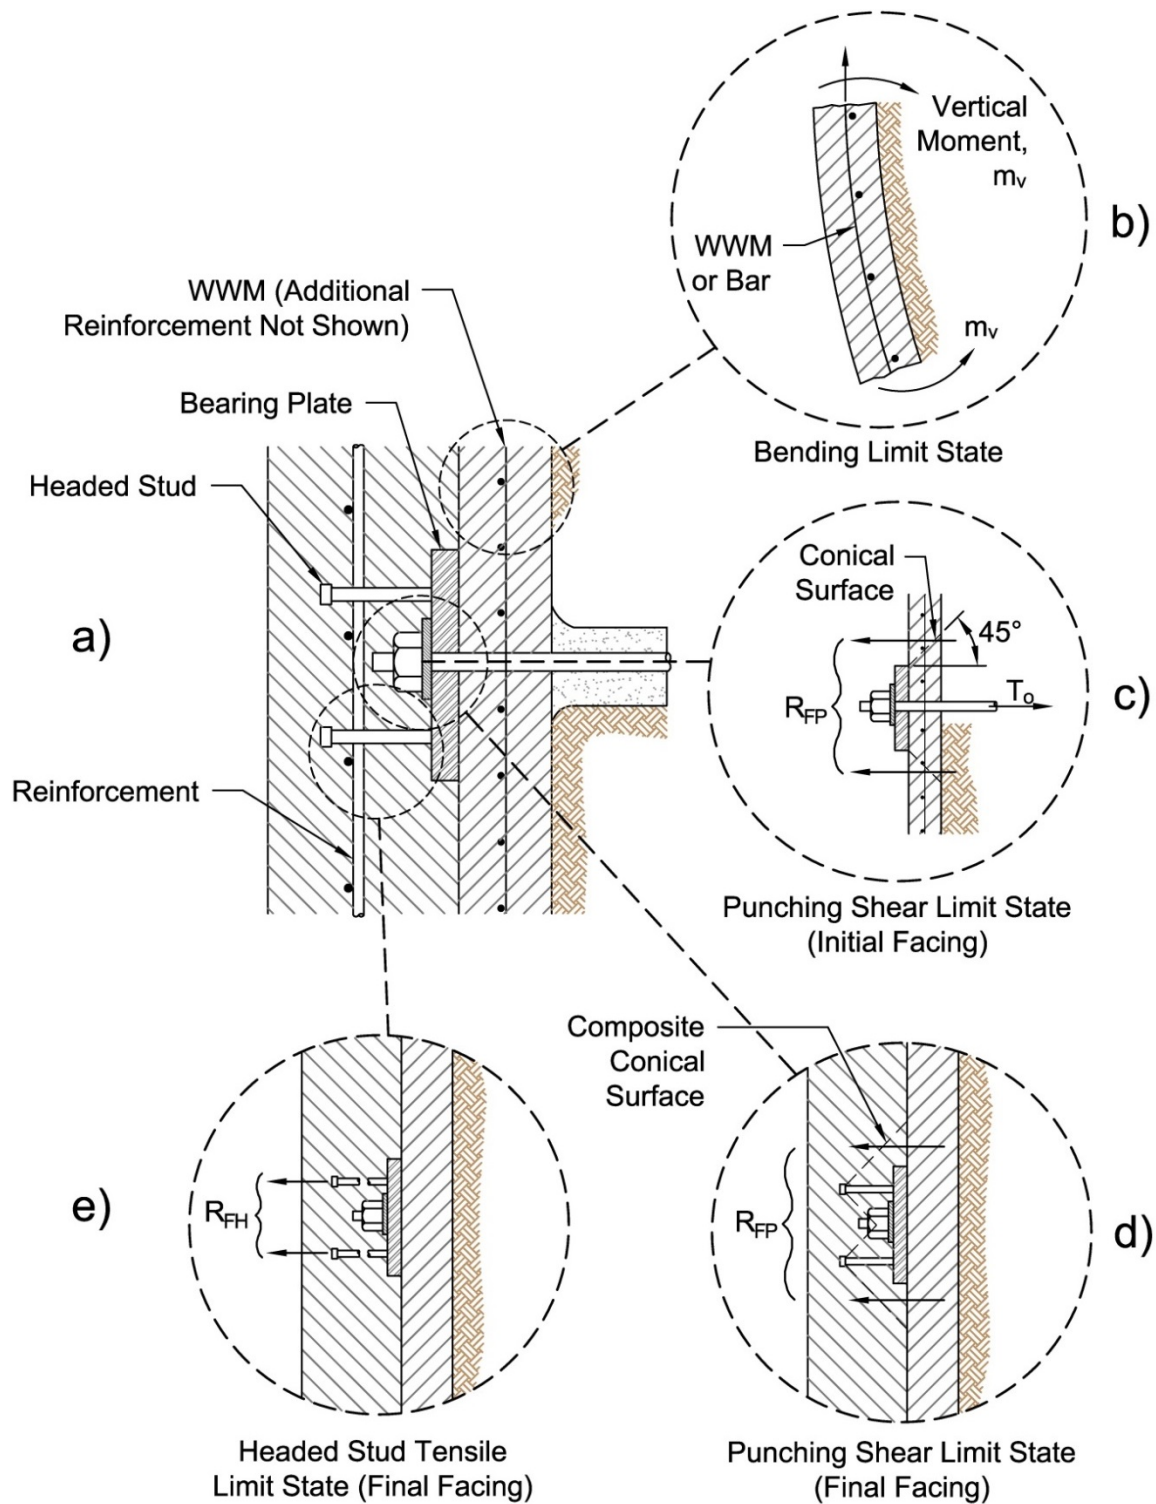 Vertical
Moment,
mv
WWM
or Bar
mv
b)
Bending Limit State
WWM (Additional
Reinforcement Not Shown)
Bearing Plate
Headed Stud
a)
Reinforcement
Conical
Surface
45°
RFP
To
c)
Punching Shear Limit State
(Initial Facing)
Composite
Conical
Surface
RFP
d)
Punching Shear Limit State
(Final Facing)
e)
RFH
Headed Stud Tensile
Limit State (Final Facing)